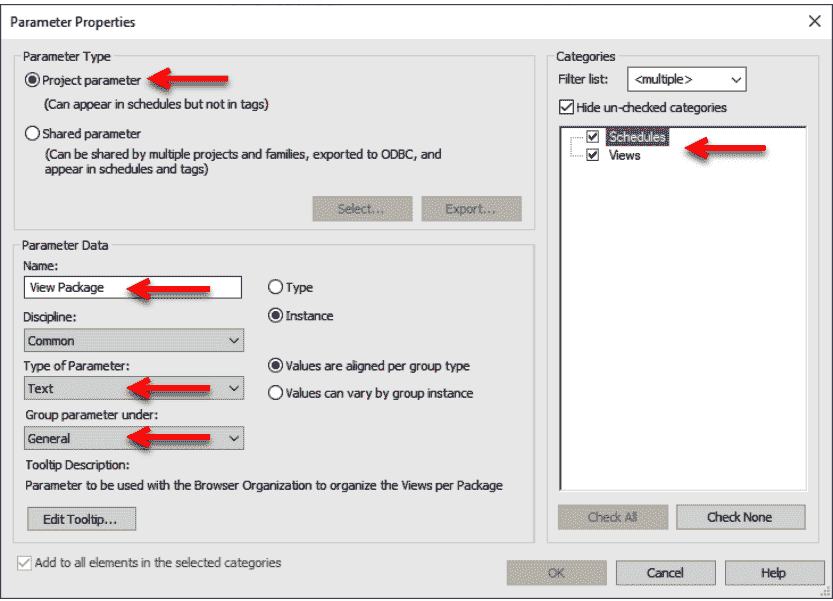 Parameter Properties
Parameter Type
Project parameter
(Can appear in schedules but not in tags)
Shared parameter
(Can be shared by multiple projects and families, exported to ODBC, and
appear in schedules and tags)
Select...
Export...
Parameter Data
Name:
View Package
Type
Discipline:
Instance
Common
Type of Parameter:
Values are aligned per group type
Text
Values can vary by group instance
Group parameter under:
General
Tooltip Description:
Parameter to be used with the Browser Organization to organize the Views per Package
Edit Tooltip...
Add to all elements in the selected categories
Categories
Filter list:
<multiple>
Hide un-checked categories
Schedules
Views
Check All
Check None
OK
Cancel
Help